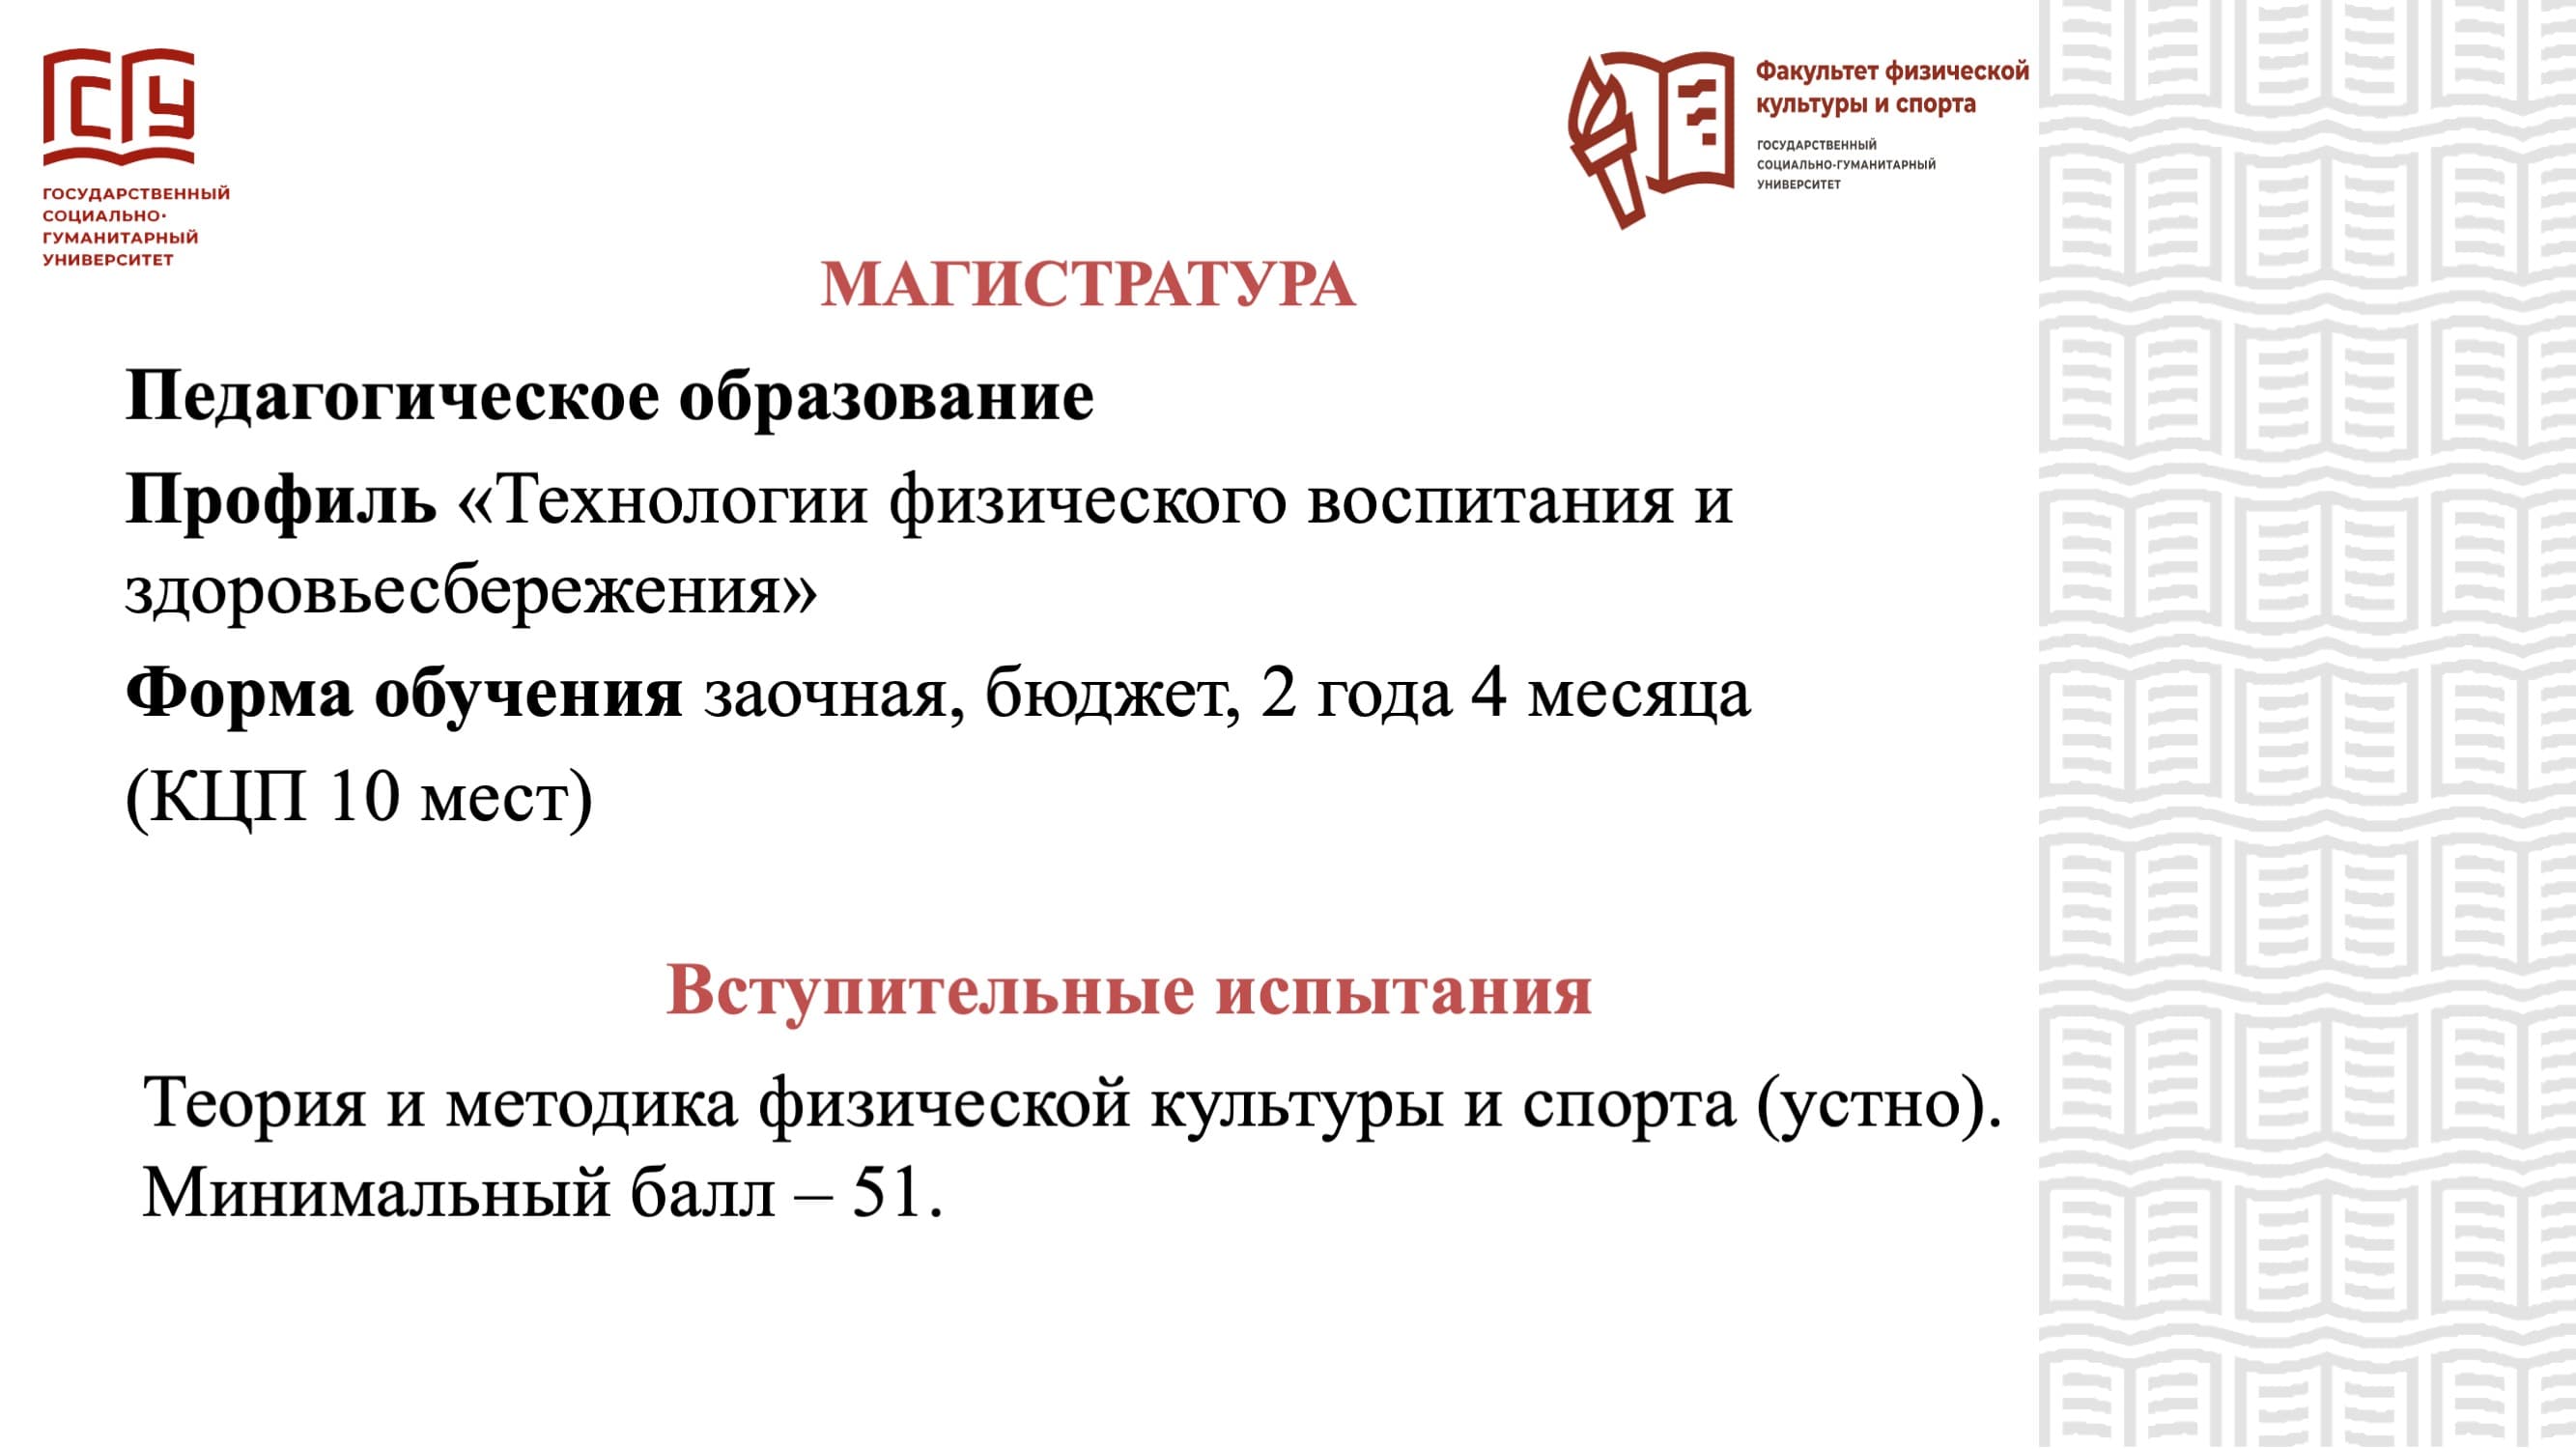 ГСГУ
ГОСУДАРСТВЕННЫЙ
СОЦИАЛЬНО-
ГУМАНИТАРНЫЙ
УНИВЕРСИТЕТ
Факультет физической
культуры и спорта
ГОСУДАРСТВЕННЫЙ
СОЦИАЛЬНО-ГУМАНИТАРНЫЙ
УНИВЕРСИТЕТ
МАГИСТРАТУРА
Педагогическое образование
Профиль «Технологии физического воспитания и
здоровьесбережения»
Форма обучения заочная, бюджет, 2 года 4 месяца
(КЦП 10 мест)
Вступительные испытания
Теория и методика физической культуры и спорта (устно).
Минимальный балл – 51.